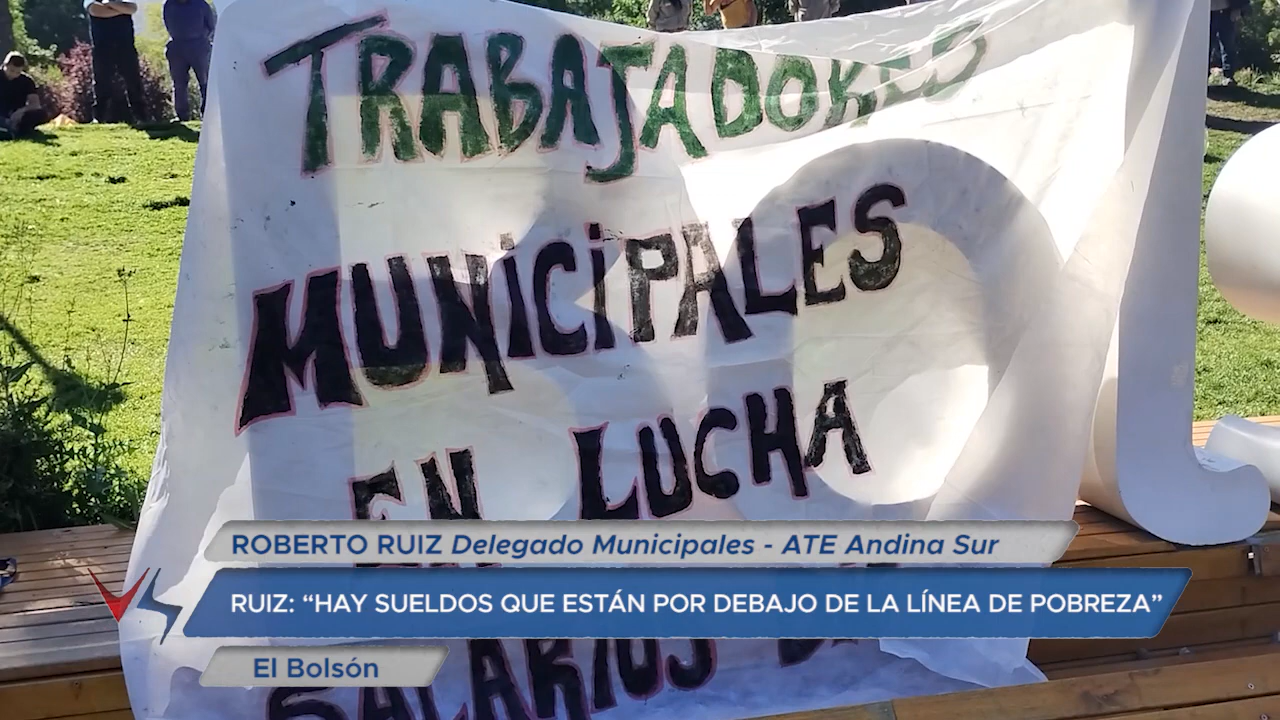 TRABAJADORES
MUNiCiPALES
EN LUCHA
ROBERTO RUIZ Delegado Municipales - ATE Andina Sur
RUIZ: “HAY SUELDOS QUE ESTÁN POR DEBAJO DE LA LÍNEA DE POBREZA”
El Bolsón
SALARIOS